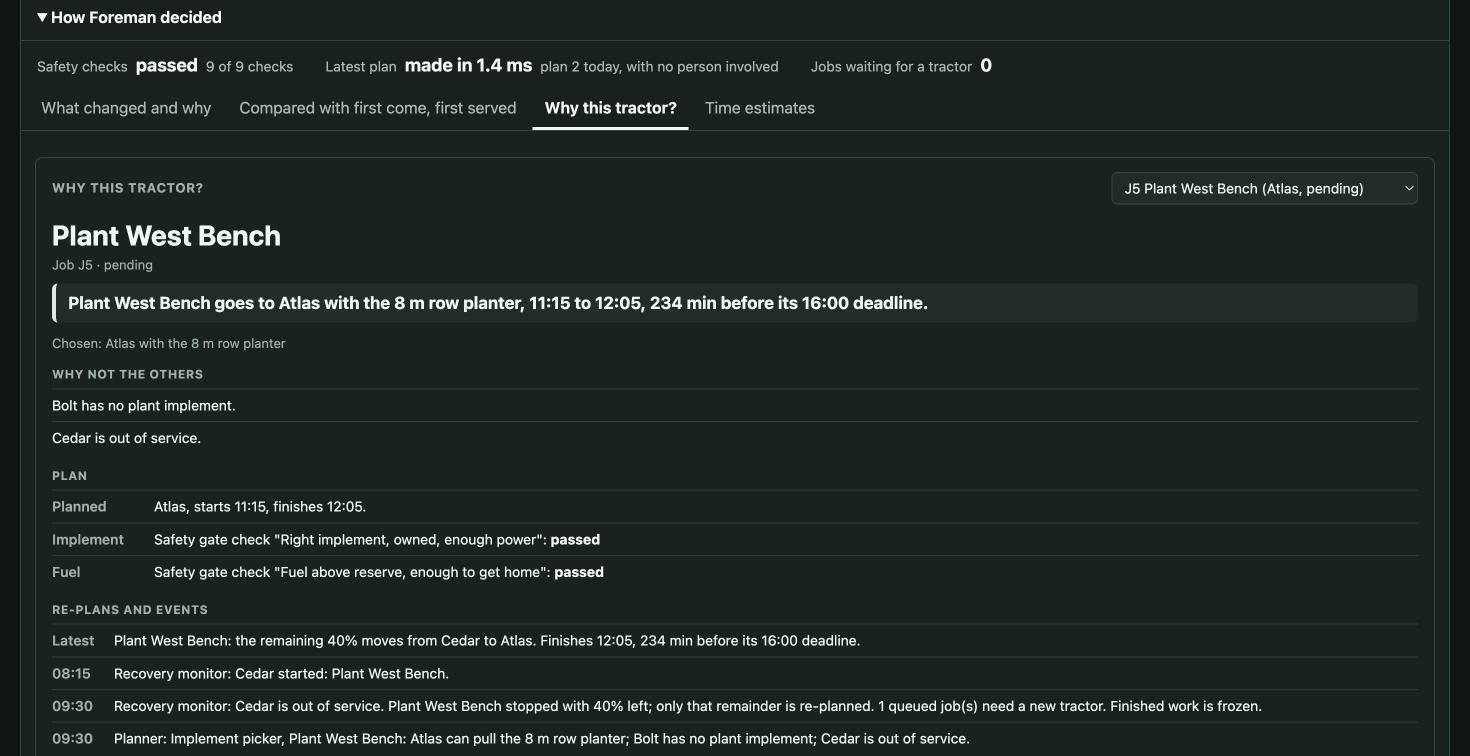 ▼ How Foreman decided
Safety checks passed 9 of 9 checks Latest plan made in 1.4 ms plan 2 today, with no person involved Jobs waiting for a tractor 0
What changed and why Compared with first come, first served Why this tractor? Time estimates
WHY THIS TRACTOR? J5 Plant West Bench (Atlas, pending)
Plant West Bench
Job J5 · pending
Plant West Bench goes to Atlas with the 8 m row planter, 11:15 to 12:05, 234 min before its 16:00 deadline.
Chosen: Atlas with the 8 m row planter
WHY NOT THE OTHERS
Bolt has no plant implement.
Cedar is out of service.
PLAN
Planned Atlas, starts 11:15, finishes 12:05.
Implement Safety gate check "Right implement, owned, enough power": passed
Fuel Safety gate check "Fuel above reserve, enough to get home": passed
RE-PLANS AND EVENTS
Latest Plant West Bench: the remaining 40% moves from Cedar to Atlas. Finishes 12:05, 234 min before its 16:00 deadline.
08:15 Recovery monitor: Cedar started: Plant West Bench.
09:30 Recovery monitor: Cedar is out of service. Plant West Bench stopped with 40% left; only that remainder is re-planned. 1 queued job(s) need a new tractor. Finished work is frozen.
09:30 Planner: Implement picker, Plant West Bench: Atlas can pull the 8 m row planter; Bolt has no plant implement; Cedar is out of service.